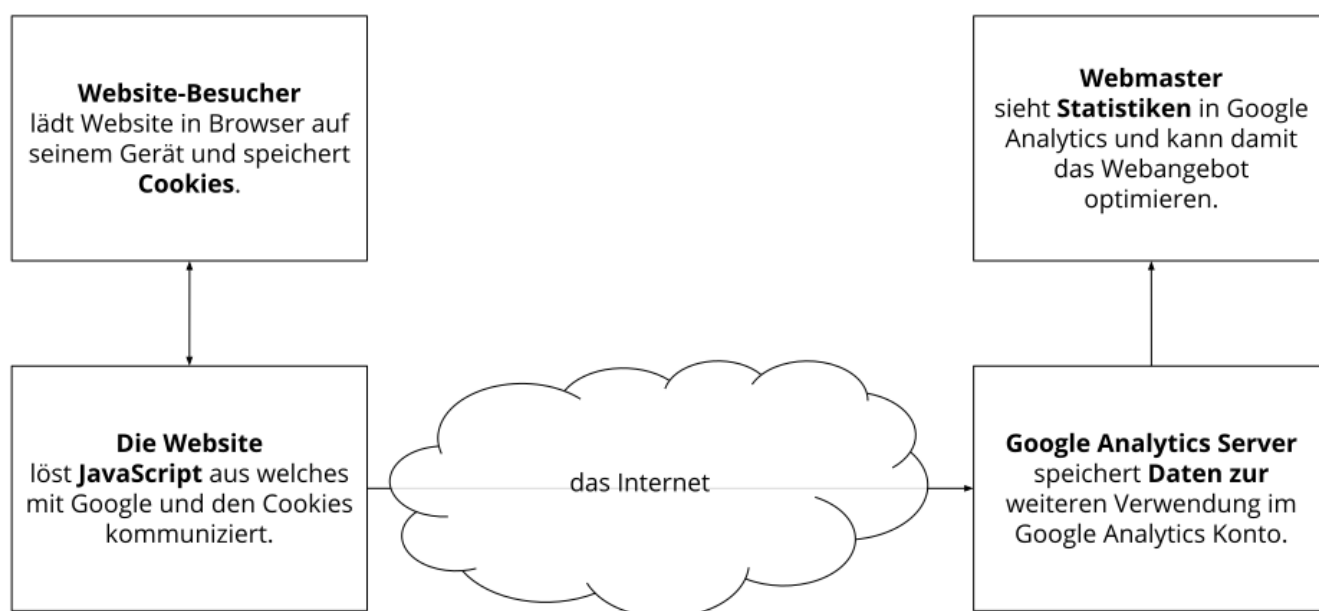 Website-Besucher
lädt Website in Browser auf
seinem Gerät und speichert
Cookies.
Webmaster
sieht Statistiken in Google
Analytics und kann damit
das Webangebot
optimieren.
Die Website
löst JavaScript aus welches
mit Google und den Cookies
kommuniziert.
das Internet
Google Analytics Server
speichert Daten zur
weiteren Verwendung im
Google Analytics Konto.